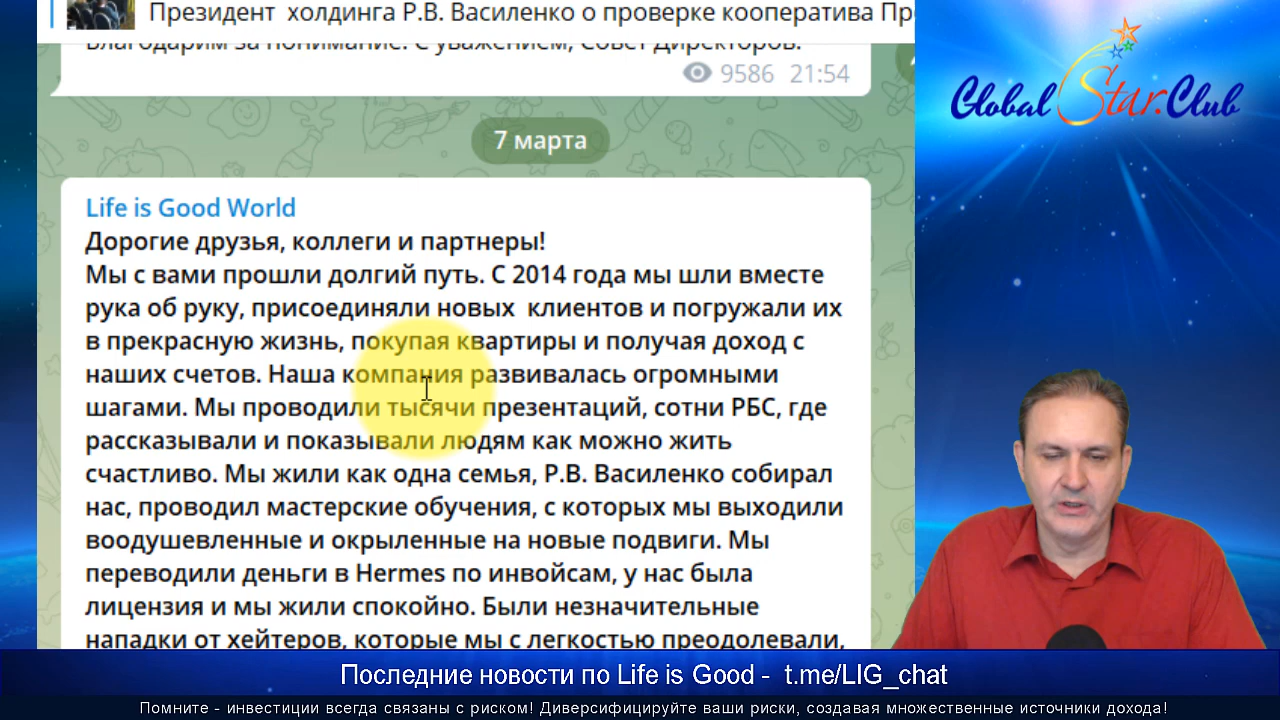 Президент холдинга Р.В. Василенко о проверке кооператива
Благодарим за понимание. С уважением, Совет Директоров.
9586 21:54
7 марта
Life is Good World
Дорогие друзья, коллеги и партнеры!
Мы с вами прошли долгий путь. С 2014 года мы шли вместе
рука об руку, присоединяли новых клиентов и погружали их
в прекрасную жизнь, покупая квартиры и получая доход с
наших счетов. Наша компания развивалась огромными
шагами. Мы проводили тысячи презентаций, сотни РБС, где
рассказывали и показывали людям как можно жить
счастливо. Мы жили как одна семья, Р.В. Василенко собирал
нас, проводил мастерские обучения, с которых мы выходили
воодушевленные и окрыленные на новые подвиги. Мы
переводили деньги в Hermes по инвойсам, у нас была
лицензия и мы жили спокойно. Были незначительные
нападки от хейтеров, которые мы с легкостью преодолевали,
Global Star.Club
Последние новости по Life is Good - t.me/LIG_chat
Помните - инвестиции всегда связаны с риском! Диверсифицируйте ваши риски, создавая множественные источники дохода!